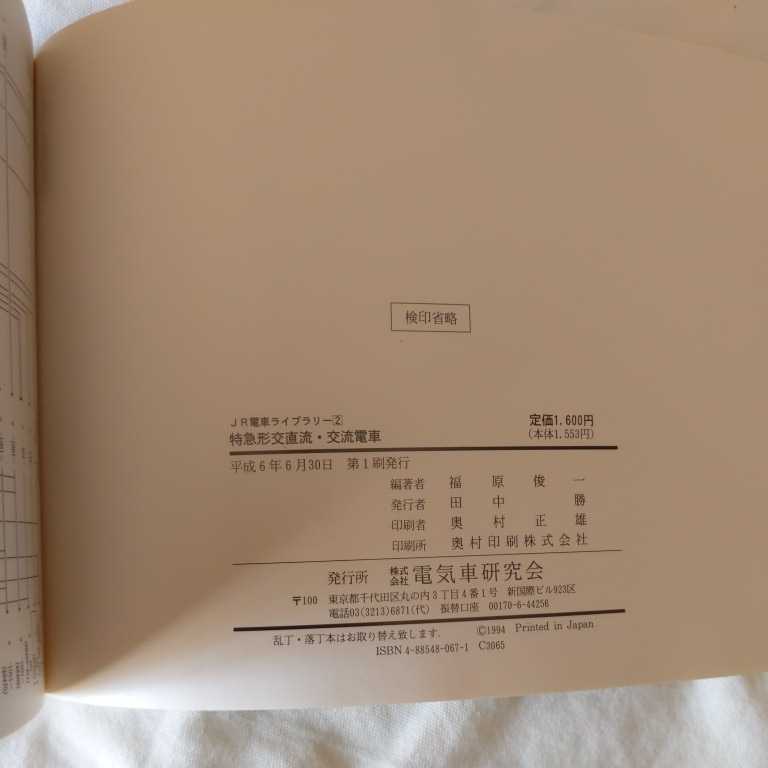 検印省略
JR電車ライブラリー②
特急形交直流・交流電車
定価1,600円
(本体1,553円)
平成6年6月30日 第1刷発行
編著者 福原俊一
発行者 田中勝
印刷者 奥村正雄
印刷所 奥村印刷株式会社
発行所 株式会社 電気車研究会
〒100 東京都千代田区丸の内3丁目4番1号 新国際ビル923区
電話03(3213)6871(代) 振替口座 00170-6-44256
乱丁・落丁本はお取り替え致します. ©1994 Printed in Japan
ISBN 4-88548-067-1 C3065